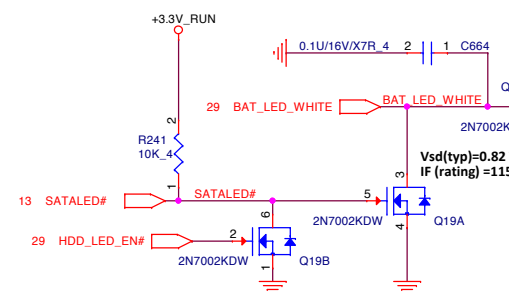 +3.3V_RUN
0.1U/16V/X7R_4 2 1 C664
29 BAT_LED_WHITE BAT_LED_WHITE
Q
2N7002K
2
R241
10K_4
1
3
Vsd(typ)=0.82
IF (rating) =115
13 SATALED# SATALED# 5
6
2N7002KDW Q19A
4
29 HDD_LED_EN# 2
2N7002KDW Q19B
1